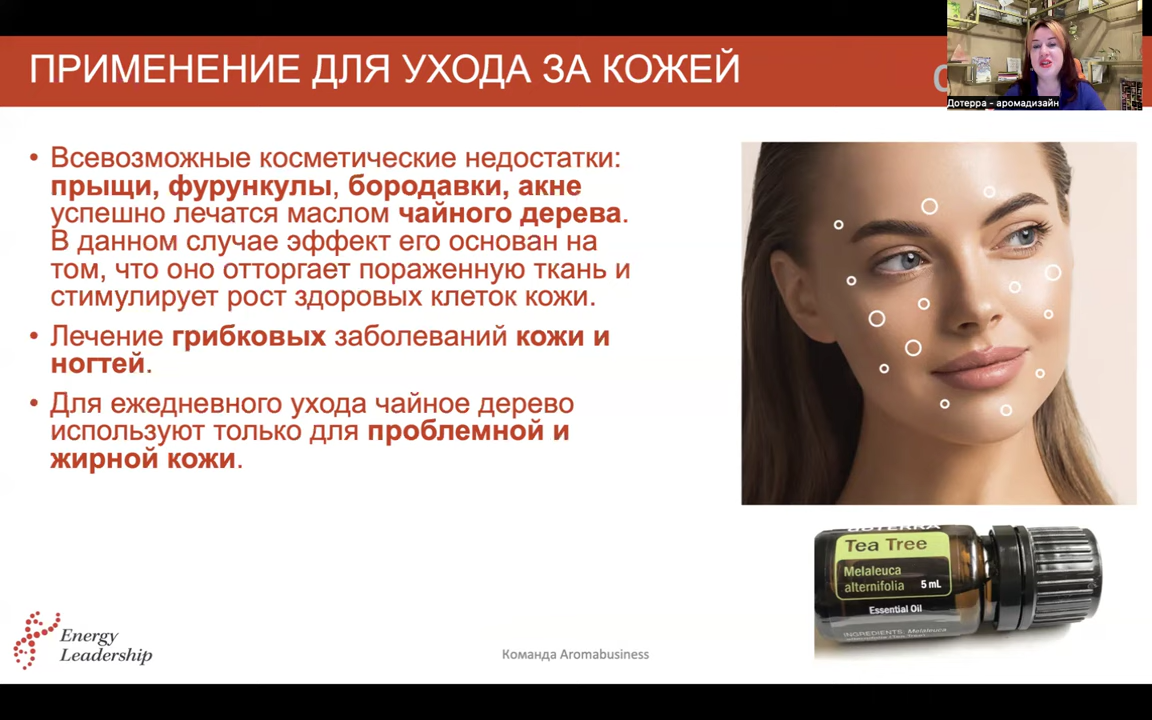 ПРИМЕНЕНИЕ ДЛЯ УХОДА ЗА КОЖЕЙ
Дотерра - аромадизайн
• Всевозможные косметические недостатки:
прыщи, фурункулы, бородавки, акне
успешно лечатся маслом чайного дерева.
В данном случае эффект его основан на
том, что оно отторгает пораженную ткань и
стимулирует рост здоровых клеток кожи.
• Лечение грибковых заболеваний кожи и
ногтей.
• Для ежедневного ухода чайное дерево
используют только для проблемной и
жирной кожи.
Tea Tree
Melaleuca
alternifolia 5 mL
Essential Oil
INGREDIENTS: Melaleuca
Energy
Leadership
Команда Aromabusiness